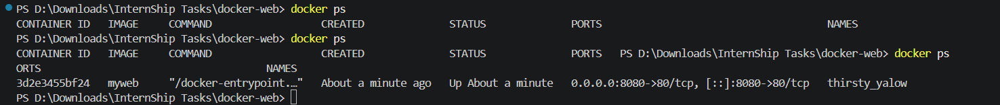 PS D:\Downloads\InternShip Tasks\docker-web> docker ps
CONTAINER ID   IMAGE     COMMAND                  CREATED              STATUS              PORTS                                     NAMES
PS D:\Downloads\InternShip Tasks\docker-web> docker ps
CONTAINER ID   IMAGE     COMMAND                  CREATED              STATUS              PORTS   PS D:\Downloads\InternShip Tasks\docker-web> docker ps
ORTS                                     NAMES
3d2e3455bf24   myweb     "/docker-entrypoint.…"   About a minute ago   Up About a minute   0.0.0.0:8080->80/tcp, [::]:8080->80/tcp   thirsty_yalow
PS D:\Downloads\InternShip Tasks\docker-web>